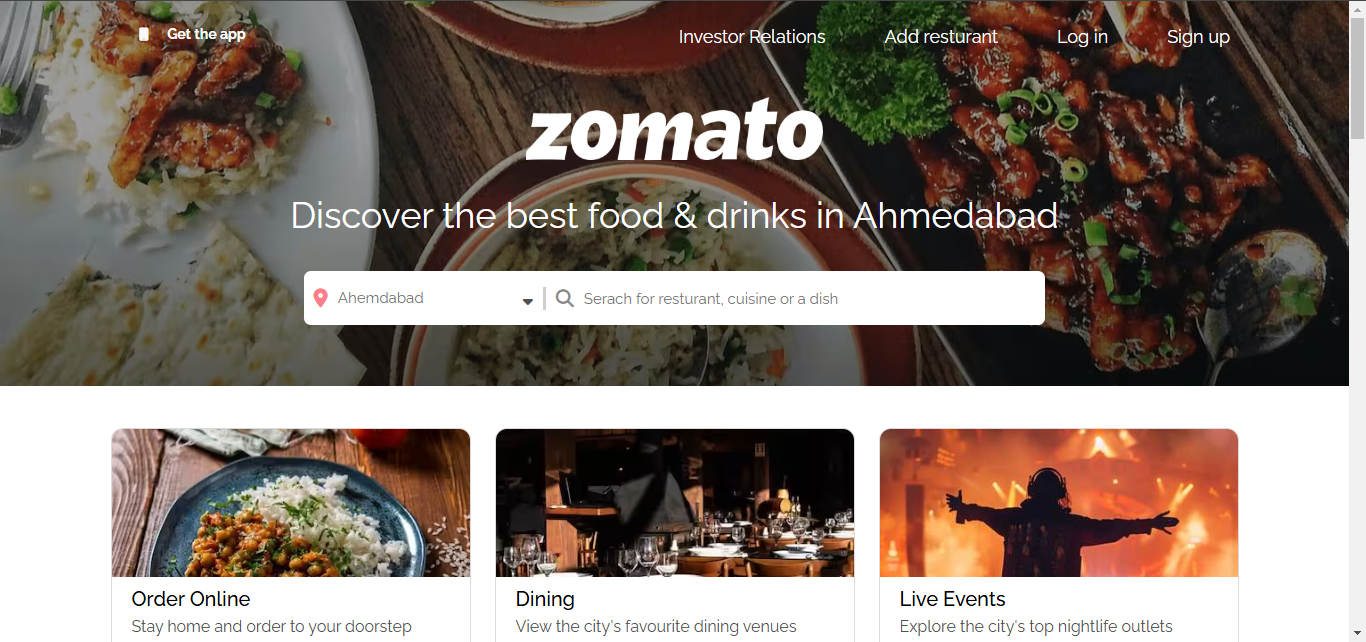 Get the app
Investor Relations
Add resturant
Log in
Sign up
zomato
Discover the best food & drinks in Ahmedabad
Ahemdabad
Serach for resturant, cuisine or a dish
Order Online
Stay home and order to your doorstep
Dining
View the city's favourite dining venues
Live Events
Explore the city's top nightlife outlets